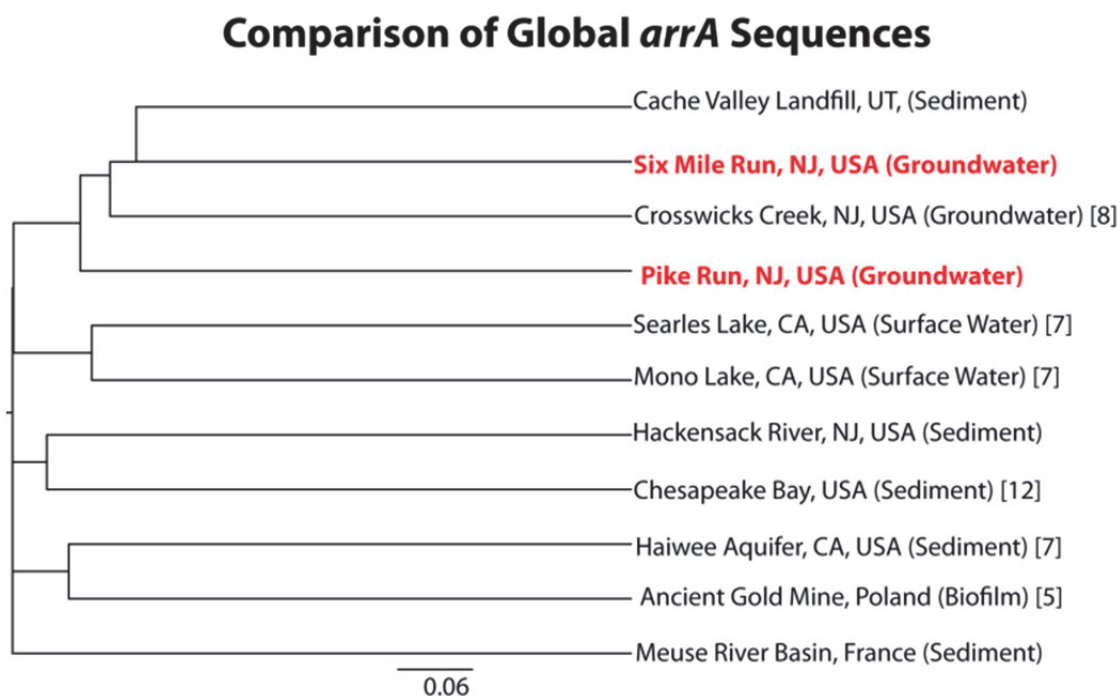 Comparison of Global arrA Sequences
Cache Valley Landfill, UT, (Sediment)
Six Mile Run, NJ, USA (Groundwater)
Crosswicks Creek, NJ, USA (Groundwater) [8]
Pike Run, NJ, USA (Groundwater)
Searles Lake, CA, USA (Surface Water) [7]
Mono Lake, CA, USA (Surface Water) [7]
Hackensack River, NJ, USA (Sediment)
Chesapeake Bay, USA (Sediment) [12]
Haiwee Aquifer, CA, USA (Sediment) [7]
Ancient Gold Mine, Poland (Biofilm) [5]
Meuse River Basin, France (Sediment)
0.06